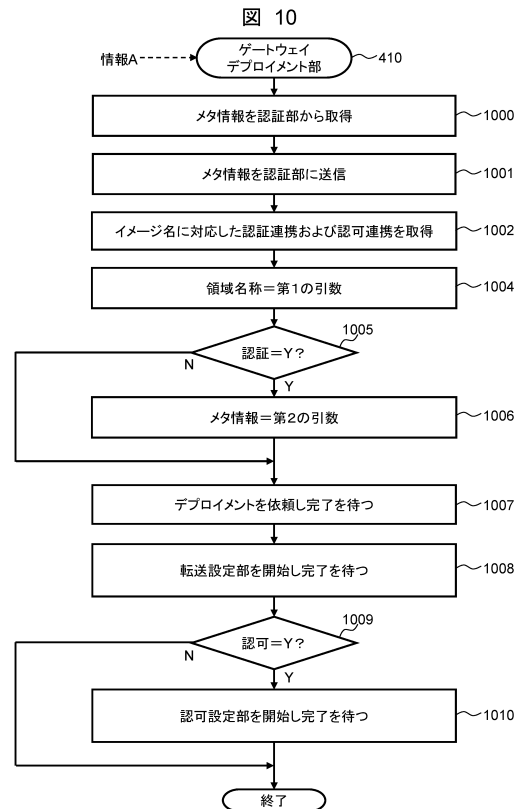 図 10
情報A
ゲートウェイ
デプロイメント部
410
メタ情報を認証部から取得
1000
メタ情報を認証部に送信
1001
イメージ名に対応した認証連携および認可連携を取得
1002
領域名称＝第1の引数
1004
認証＝Y?
1005
N
Y
メタ情報＝第2の引数
1006
デプロイメントを依頼し完了を待つ
1007
転送設定部を開始し完了を待つ
1008
認可＝Y?
1009
N
Y
認可設定部を開始し完了を待つ
1010
終了